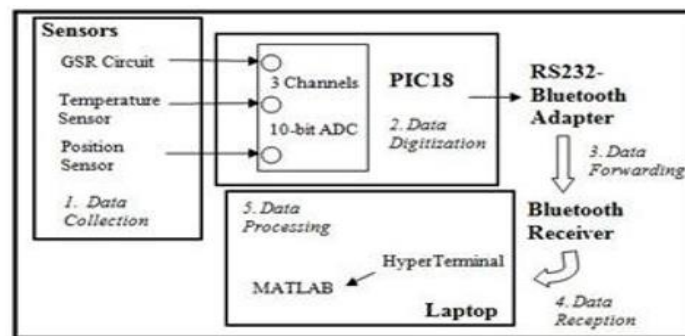 Sensors
GSR Circuit
Temperature
Sensor
Position
Sensor
1. Data
Collection
3 Channels
10-bit ADC
PIC18
2. Data
Digitization
RS232-
Bluetooth
Adapter
3. Data
Forwarding
Bluetooth
Receiver
4. Data
Reception
5. Data
Processing
HyperTerminal
MATLAB
Laptop